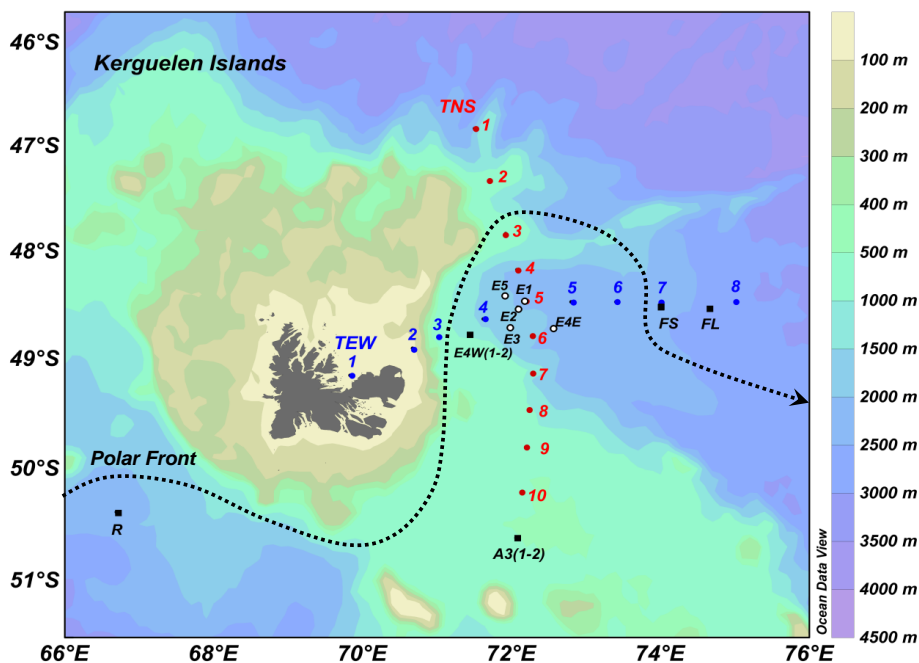 46°S
47°S
48°S
49°S
50°S
51°S
Kerguelen Islands
TNS
1
2
3
4
5
6
7
8
9
10
TEW
1
2
3
4
5
6
7
8
E5
E1
E2
E3
E4E
E4W(1-2)
FS
FL
Polar Front
R
A3(1-2)
66°E
68°E
70°E
72°E
74°E
76°E
Ocean Data View
100 m
200 m
300 m
400 m
500 m
1000 m
1500 m
2000 m
2500 m
3000 m
3500 m
4000 m
4500 m